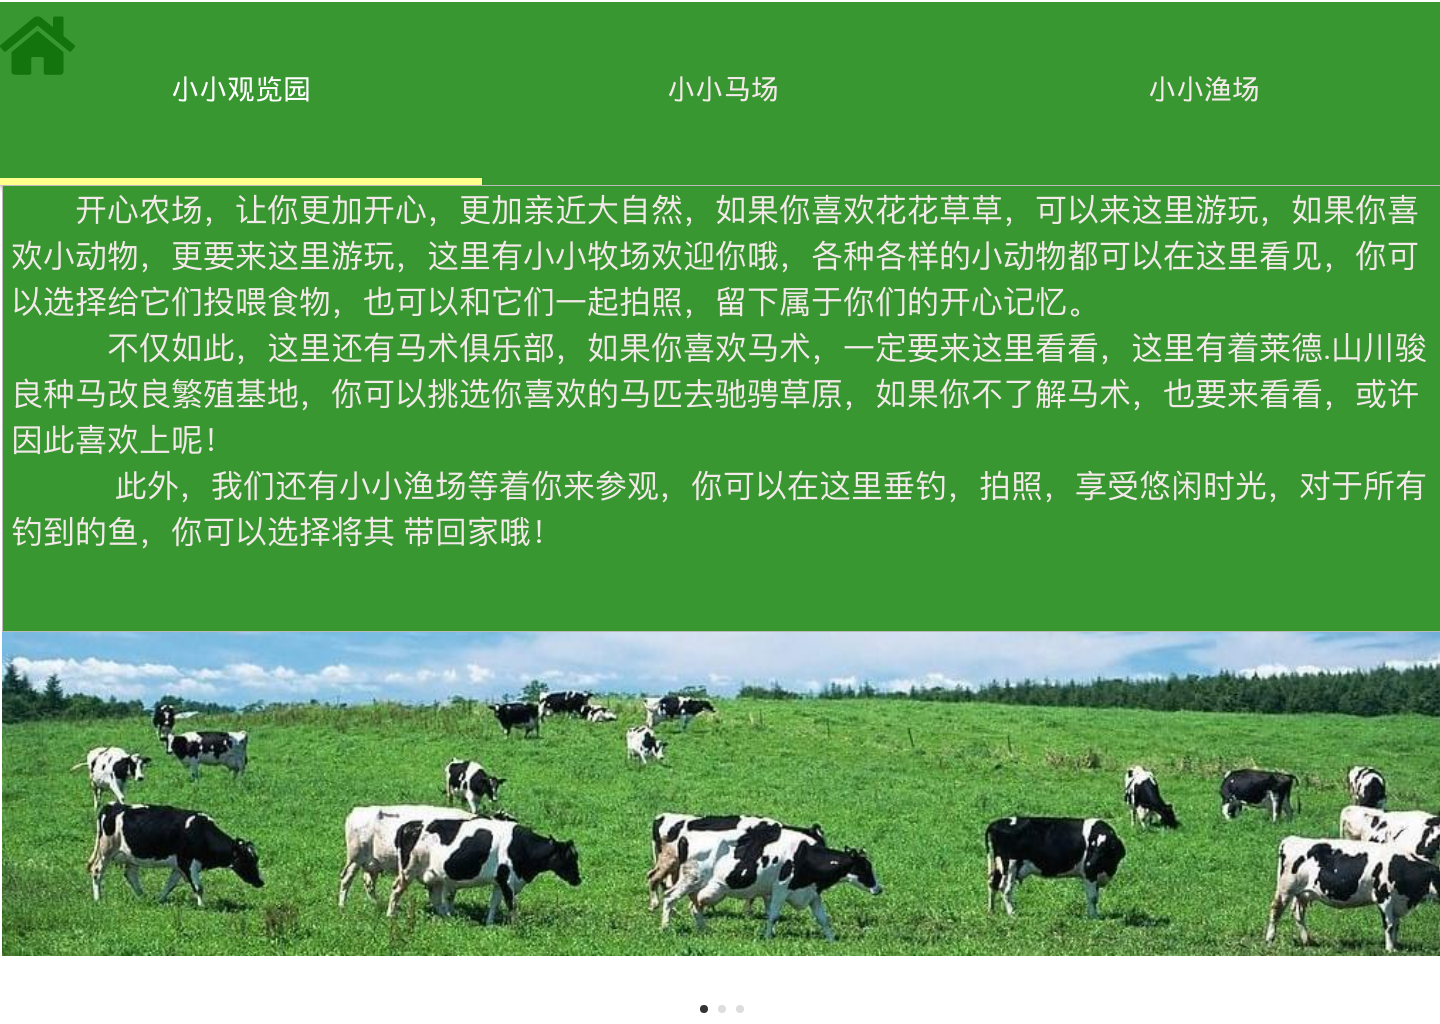 小小观览园
小小马场
小小渔场
开心农场，让你更加开心，更加亲近大自然，如果你喜欢花花草草，可以来这里游玩，如果你喜
欢小动物，更要来这里游玩，这里有小小牧场欢迎你哦，各种各样的小动物都可以在这里看见，你可
以选择给它们投喂食物，也可以和它们一起拍照，留下属于你们的开心记忆。
不仅如此，这里还有马术俱乐部，如果你喜欢马术，一定要来这里看看，这里有着莱德.山川骏
良种马改良繁殖基地，你可以挑选你喜欢的马匹去驰骋草原，如果你不了解马术，也要来看看，或许
因此喜欢上呢！
此外，我们还有小小渔场等着你来参观，你可以在这里垂钓，拍照，享受悠闲时光，对于所有
钓到的鱼，你可以选择将其 带回家哦！